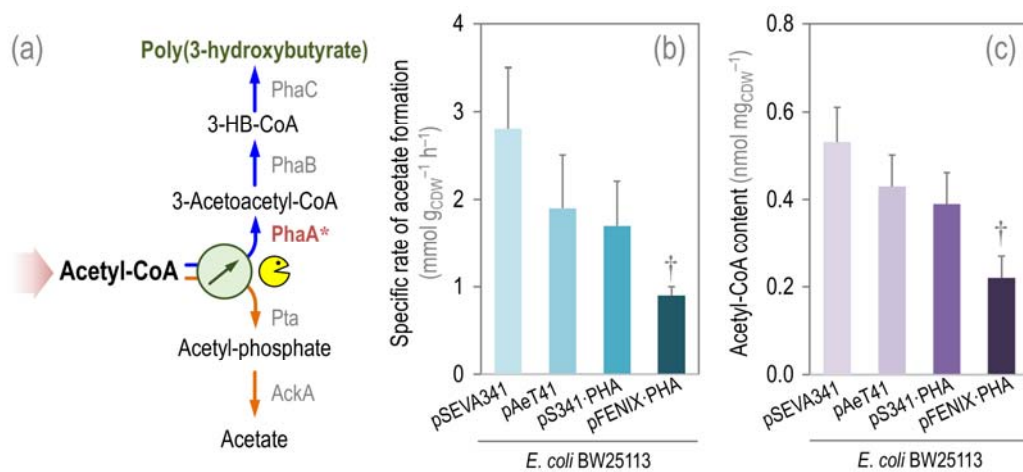 (a)
Poly(3-hydroxybutyrate)
PhaC
3-HB-CoA
PhaB
3-Acetoacetyl-CoA
PhaA*
Acetyl-CoA
Pta
Acetyl-phosphate
AckA
Acetate
(b)
Specific rate of acetate formation
(mmol gCDW⁻¹ h⁻¹)
4
3
2
1
0
†
pSEVA341
pAeT41
pS341·PHA
pFENIX·PHA
E. coli BW25113
(c)
Acetyl-CoA content (nmol mgCDW⁻¹)
0.8
0.6
0.4
0.2
0.0
†
pSEVA341
pAeT41
pS341·PHA
pFENIX·PHA
E. coli BW25113